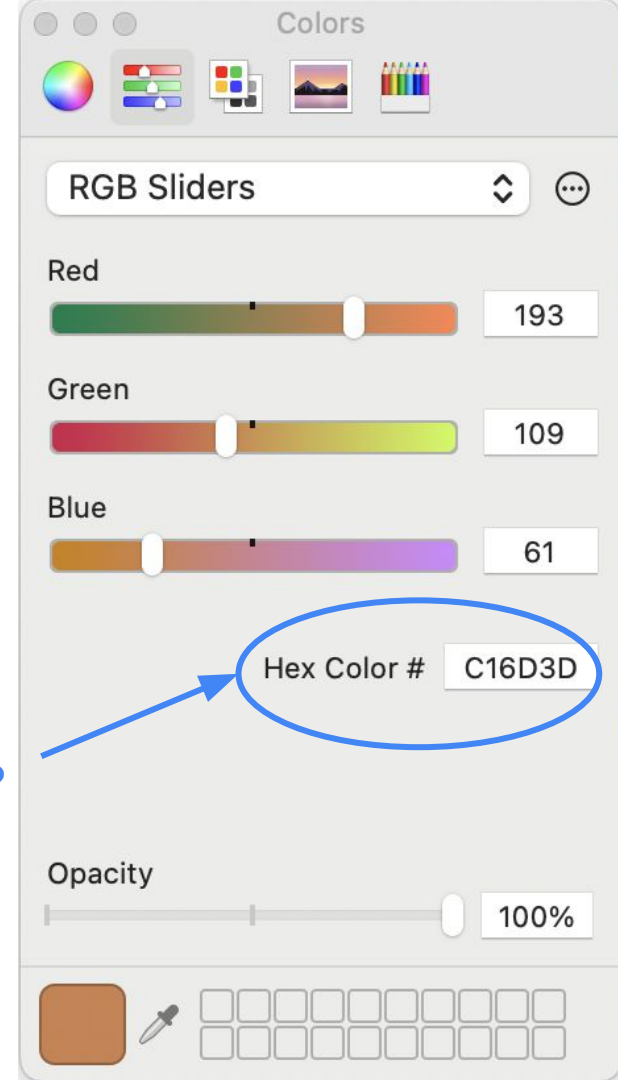 Colors
RGB Sliders
Red
193
Green
109
Blue
61
Hex Color # C16D3D
Opacity
100%